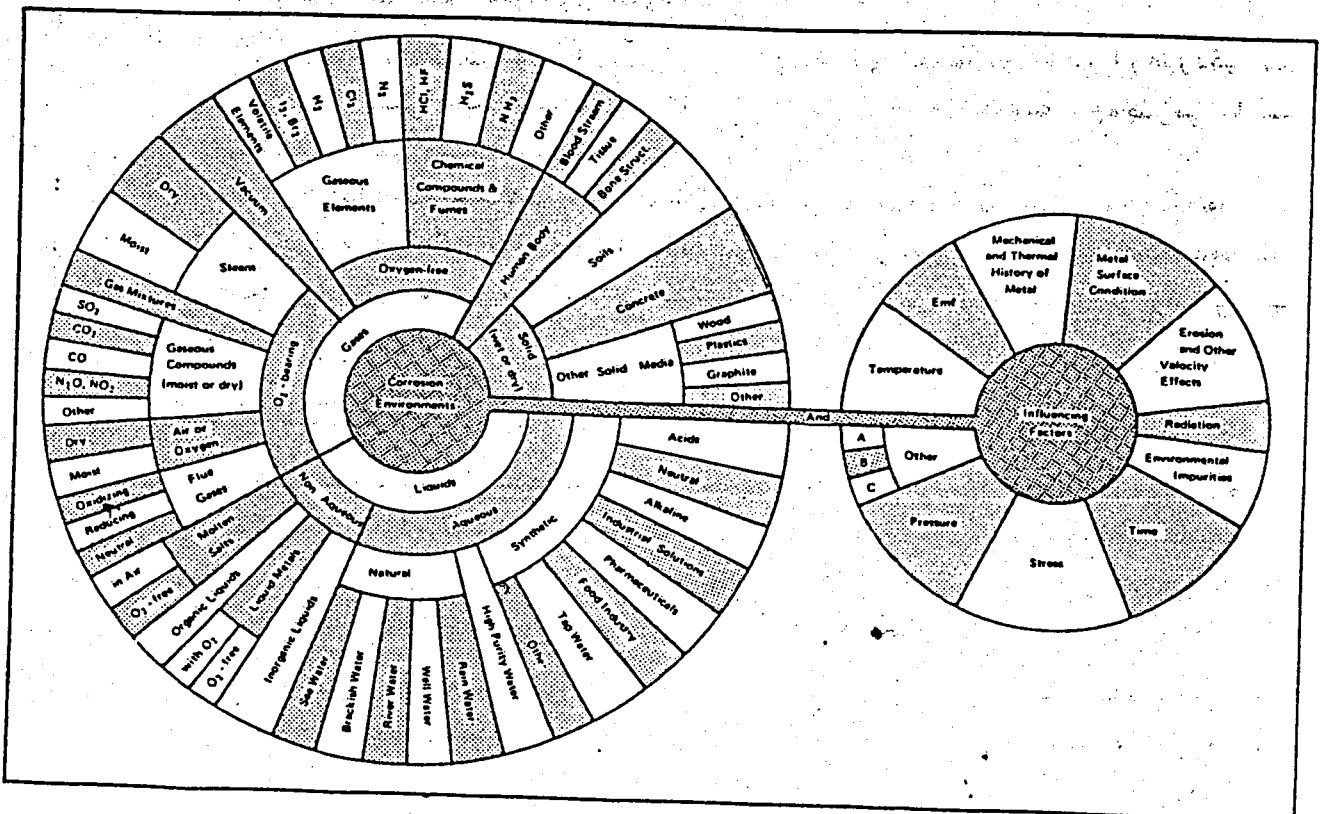 Corrosion
Environments
Gases
Oxygen-free
Gaseous
Elements
Volatile
Elements
I2, Br2
N2
Cl2
H2
Chemical
Compounds &
Fumes
HCl, HF
H2S
NH3
Other
Human Body
Blood Stream
Tissue
Bone Struct.
Solid
(wet or dry)
Soils
Concrete
Other Solid Media
Wood
Plastics
Graphite
Other
Vacuum
O2-bearing
Steam
Dry
Moist
Gas Mixtures
Gaseous
Compounds
(moist or dry)
SO2
CO2
CO
N2O, NO2
Other
Air or
Oxygen
Dry
Moist
Flue
Gases
Oxidizing
Reducing
Neutral
Liquids
Non Aqueous
Molten
Salts
in Air
O2-free
Organic Liquids
Liquid Metals
with O2
O2-free
Inorganic Liquids
Aqueous
Natural
Sea Water
Brackish Water
River Water
Well Water
Rain Water
High Purity Water
Synthetic
Other
Tap Water
Food Industry
Pharmaceuticals
Industrial Solutions
Alkaline
Neutral
Acids
And
Influencing
Factors
Temperature
Emf
Mechanical
and Thermal
History of
Metal
Metal
Surface
Condition
Erosion
and Other
Velocity
Effects
Radiation
Environmental
Impurities
Time
Stress
Pressure
Other
A
B
C